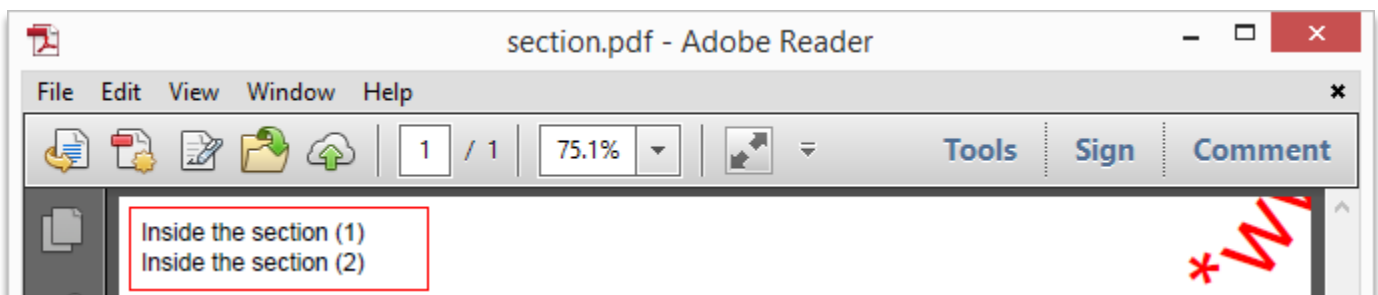 section.pdf - Adobe Reader
File Edit View Window Help
1 / 1 75.1% Tools Sign Comment
Inside the section (1)
Inside the section (2)